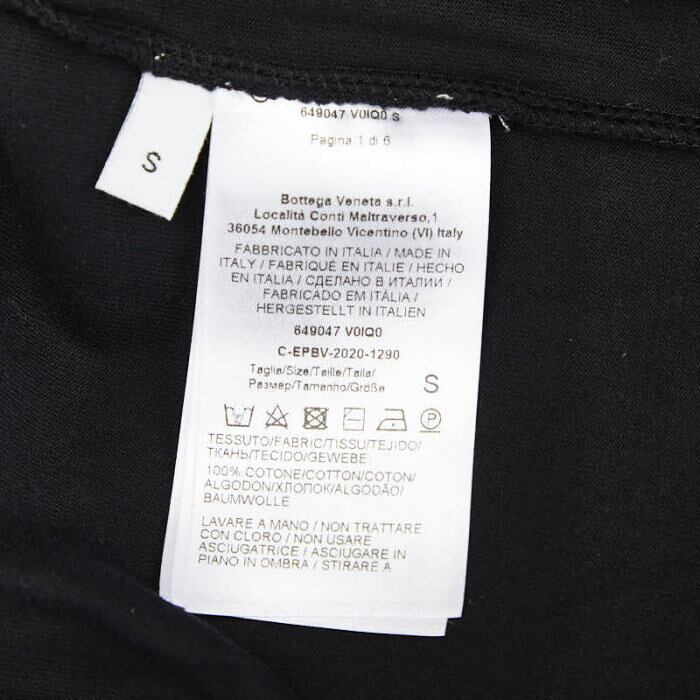 S
649047 V0IQ0 S
Pagina 1 di 6
Bottega Veneta s.r.l.
Località Conti Maltraverso,1
36054 Montebello Vicentino (VI) Italy
FABBRICATO IN ITALIA / MADE IN
ITALY / FABRIQUÉ EN ITALIE / HECHO
EN ITALIA / СДЕЛАНО В ИТАЛИИ /
FABRICADO EM ITÁLIA /
HERGESTELLT IN ITALIEN
649047 V0IQ0
C-EPBV-2020-1290
Taglia/Size/Taille/Talla/
Размер/Tamanho/Größe S
TESSUTO/FABRIC/TISSU/TEJIDO/
ТКАНЬ/TECIDO/GEWEBE
100% COTONE/COTTON/COTON/
ALGODON/ХЛОПОК/ALGODÃO/
BAUMWOLLE
LAVARE A MANO / NON TRATTARE
CON CLORO / NON USARE
ASCIUGATRICE / ASCIUGARE IN
PIANO IN OMBRA / STIRARE A